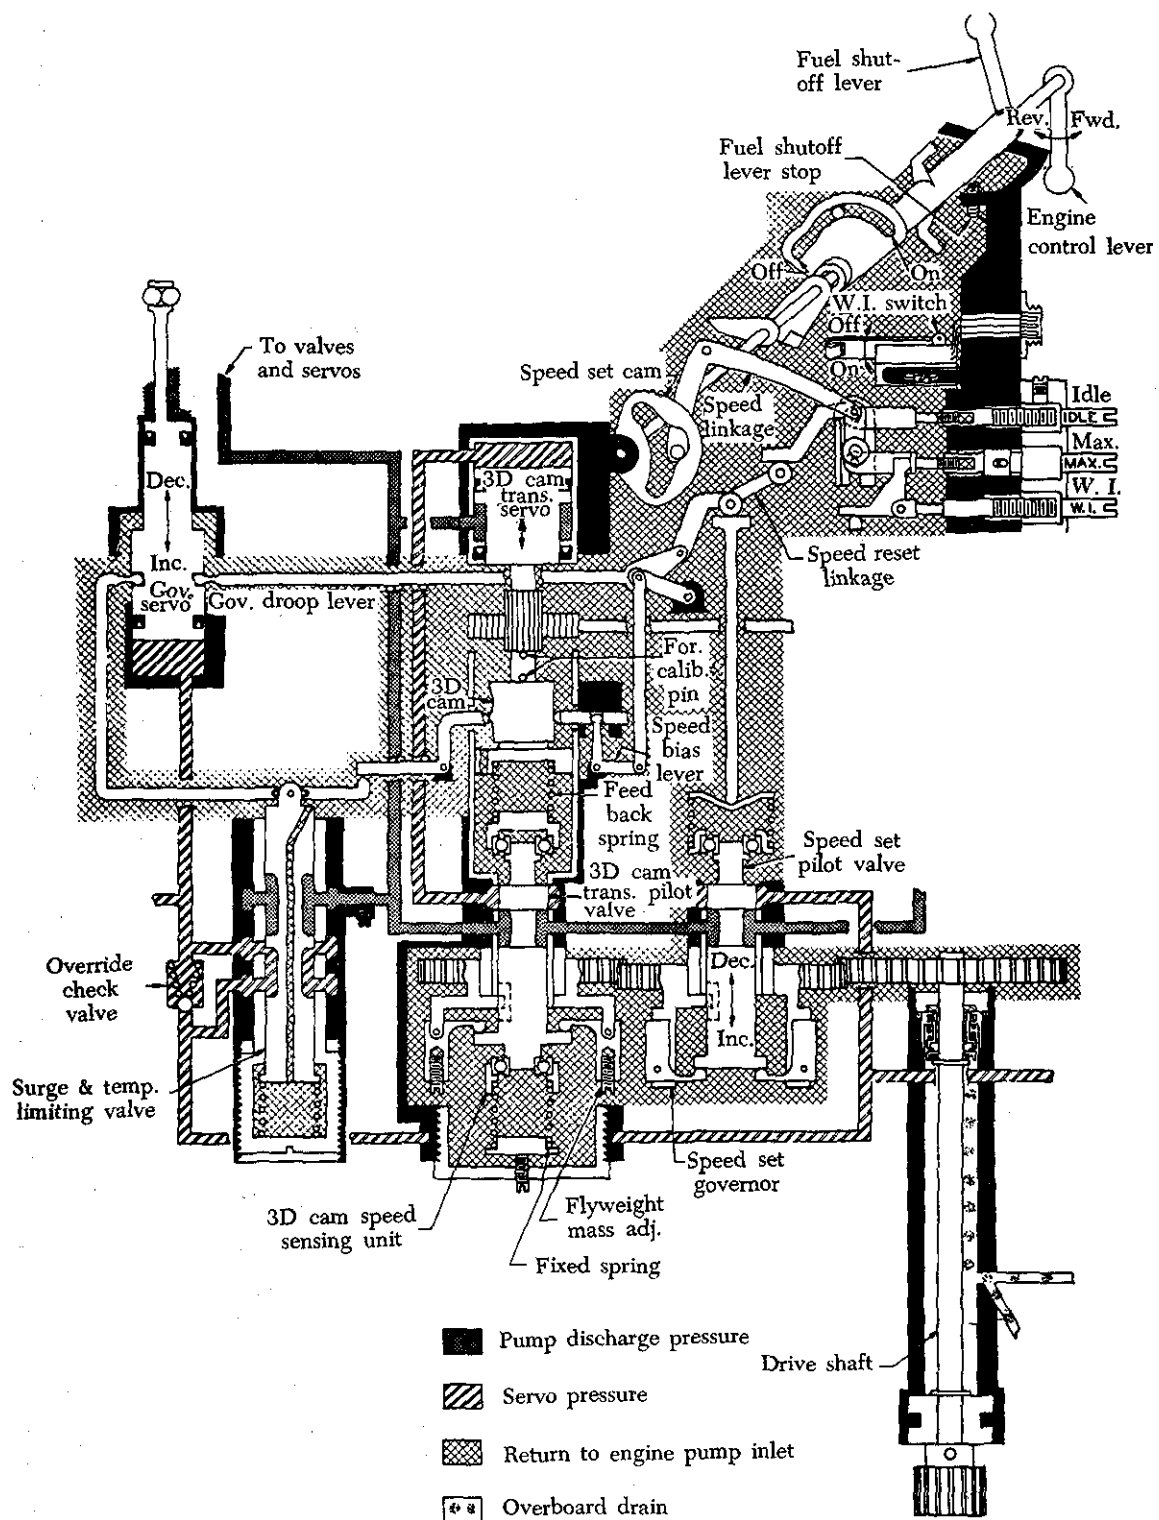 Fuel shut-
off lever
Rev.
Fwd.
Fuel shutoff
lever stop
Engine
control lever
Off
On
W.I. switch
Off
On
To valves
and servos
Speed set cam
Speed
linkage
Idle
IDLE
Max.
MAX.
W. I.
W.I.
Dec.
3D cam
trans.
servo
Inc.
Gov.
servo
Gov. droop lever
Speed reset
linkage
For.
calib.
pin
3D
cam
Speed
bias
lever
Feed
back
spring
Speed set
pilot valve
3D cam
trans. pilot
valve
Override
check
valve
Dec.
Inc.
Surge & temp.
limiting valve
Speed set
governor
3D cam speed
sensing unit
Flyweight
mass adj.
Fixed spring
Drive shaft
Pump discharge pressure
Servo pressure
Return to engine pump inlet
Overboard drain